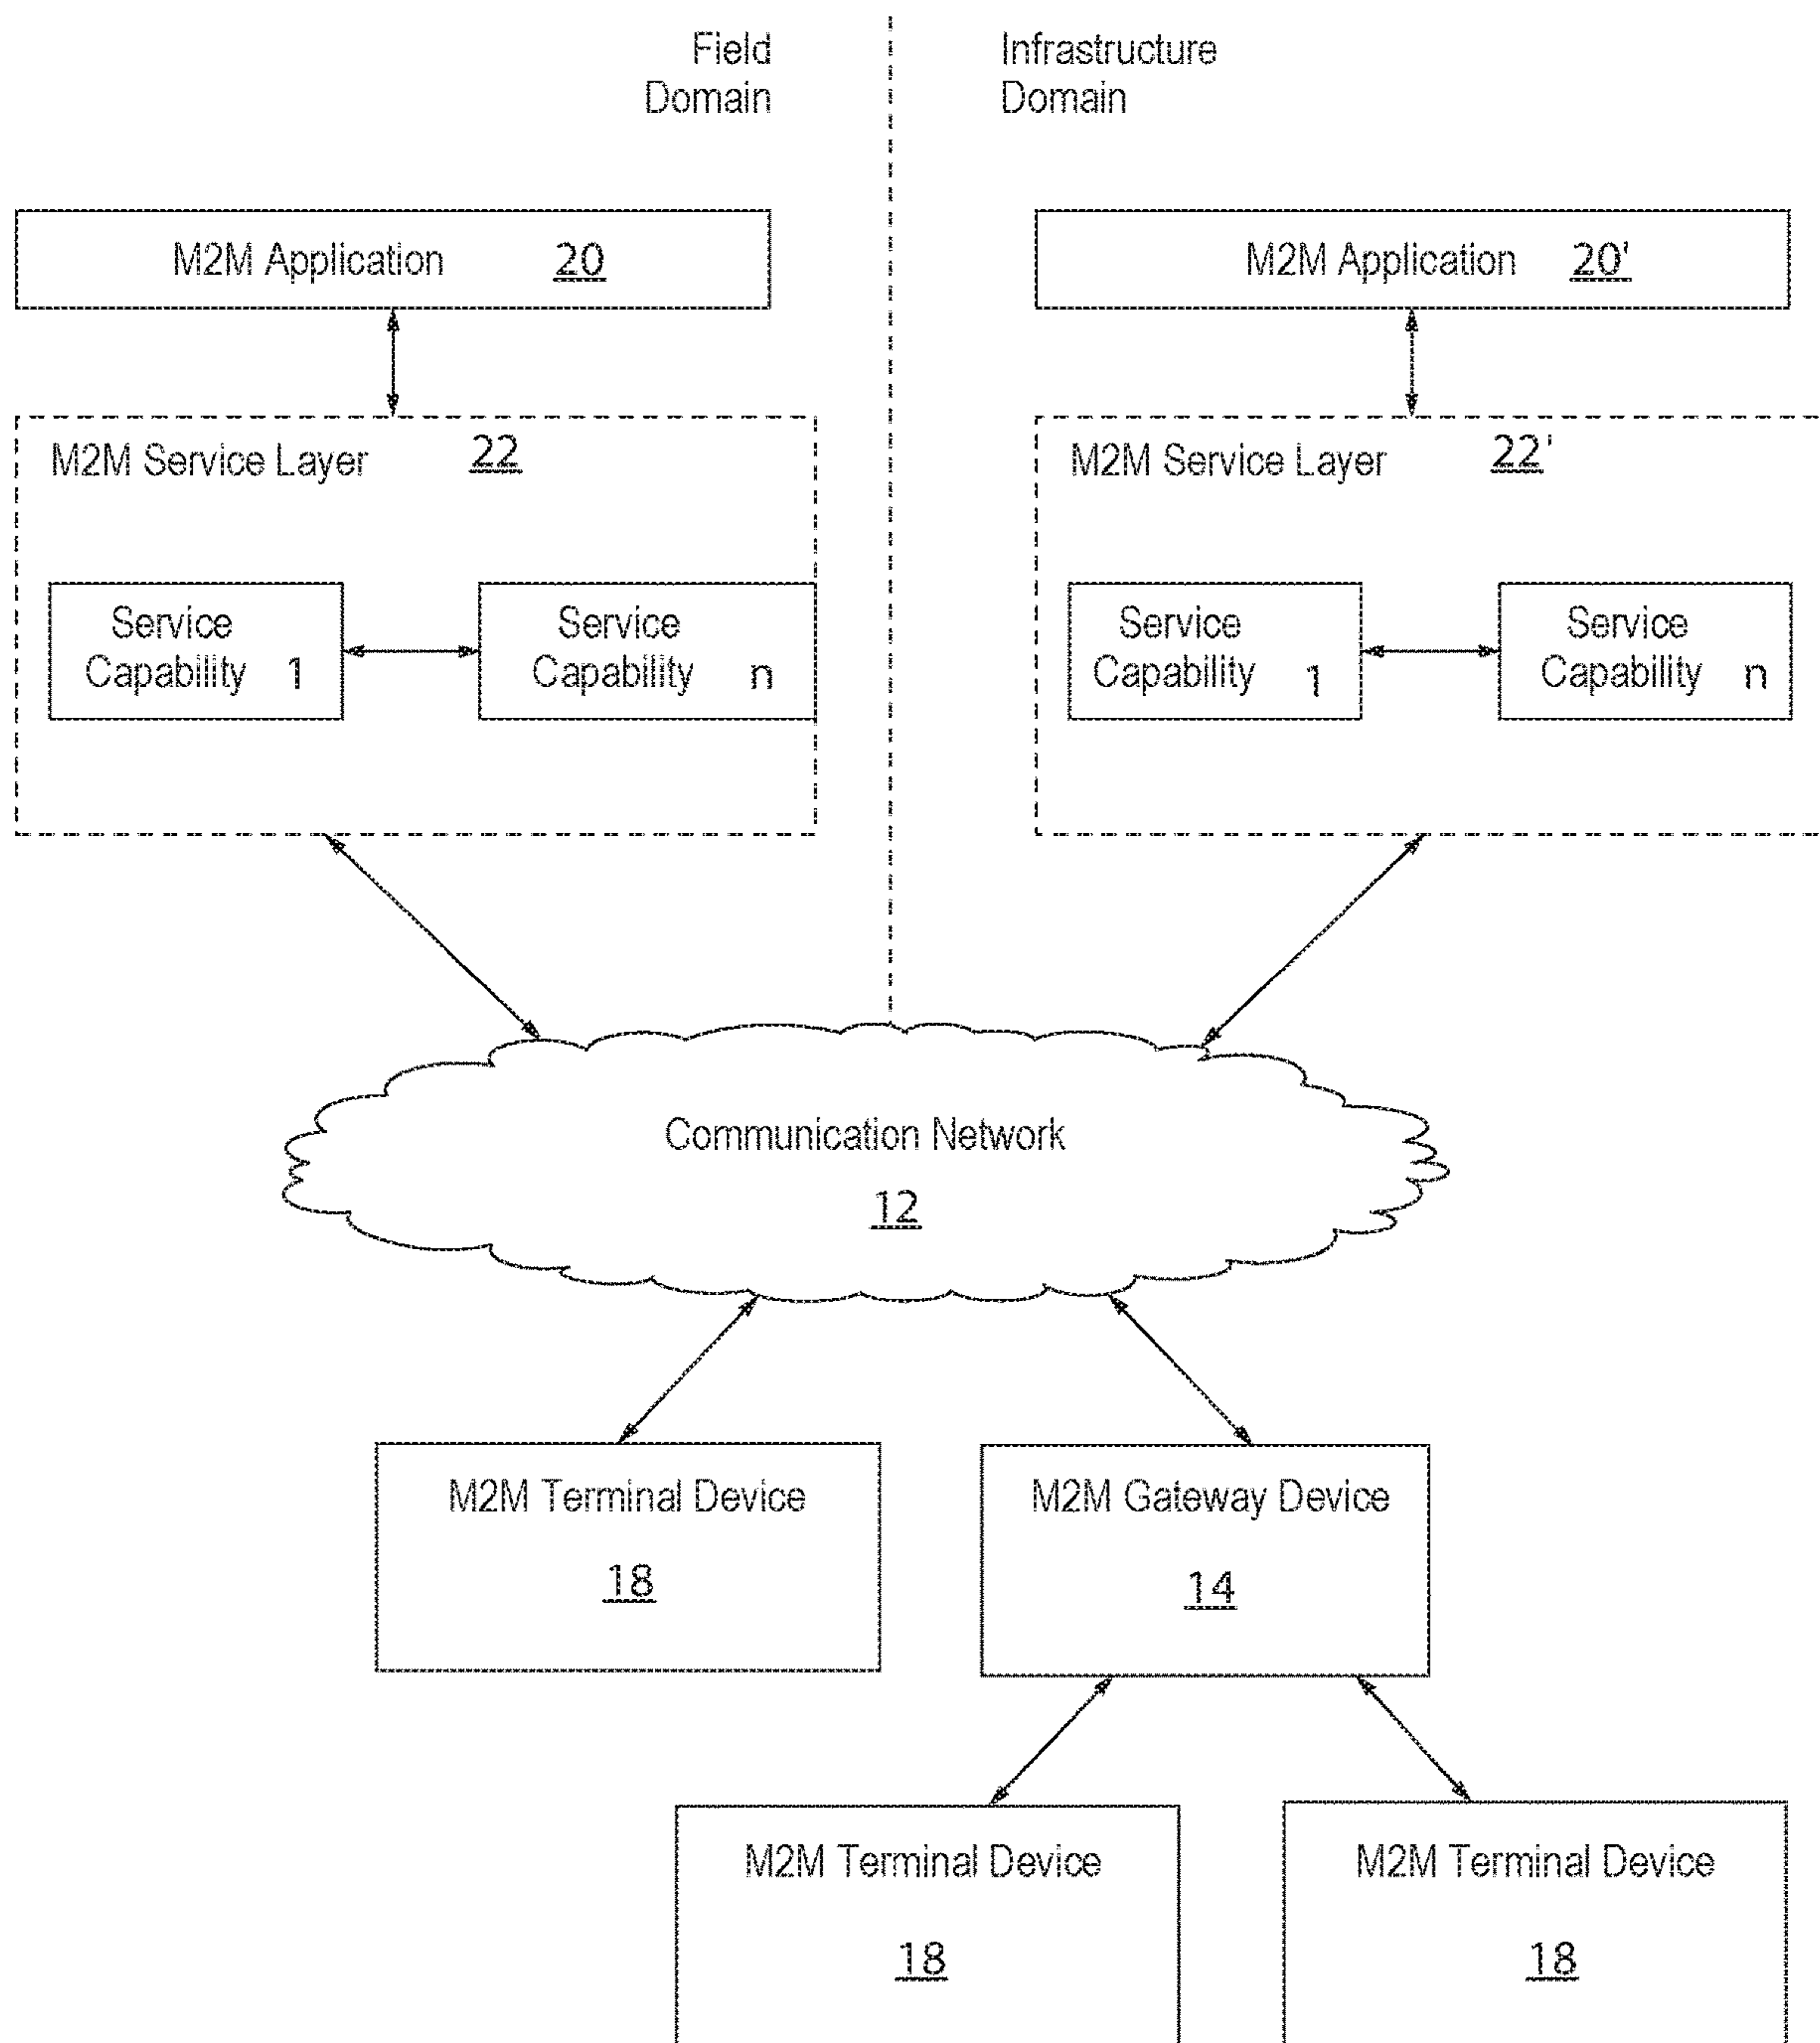 Field
Domain
Infrastructure
Domain
M2M Application 20
M2M Application 20'
M2M Service Layer 22
M2M Service Layer 22'
Service
Capability 1
Service
Capability n
Service
Capability 1
Service
Capability n
Communication Network
12
M2M Terminal Device
18
M2M Gateway Device
14
M2M Terminal Device
18
M2M Terminal Device
18